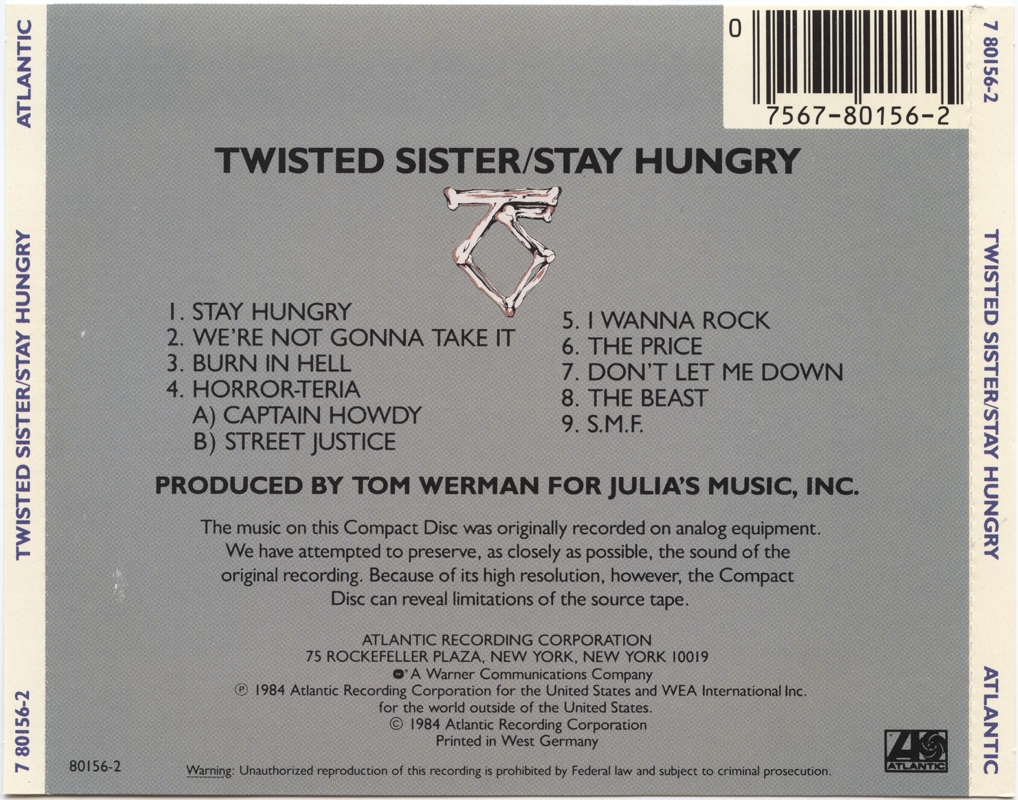 ATLANTIC
TWISTED SISTER/STAY HUNGRY
7 80156-2
0
7567-80156-2
TWISTED SISTER/STAY HUNGRY
1. STAY HUNGRY
2. WE'RE NOT GONNA TAKE IT
3. BURN IN HELL
4. HORROR-TERIA
A) CAPTAIN HOWDY
B) STREET JUSTICE
5. I WANNA ROCK
6. THE PRICE
7. DON'T LET ME DOWN
8. THE BEAST
9. S.M.F.
PRODUCED BY TOM WERMAN FOR JULIA'S MUSIC, INC.
The music on this Compact Disc was originally recorded on analog equipment.
We have attempted to preserve, as closely as possible, the sound of the
original recording. Because of its high resolution, however, the Compact
Disc can reveal limitations of the source tape.
ATLANTIC RECORDING CORPORATION
75 ROCKEFELLER PLAZA, NEW YORK, NEW YORK 10019
A Warner Communications Company
℗ 1984 Atlantic Recording Corporation for the United States and WEA International Inc.
for the world outside of the United States.
© 1984 Atlantic Recording Corporation
Printed in West Germany
80156-2
Warning: Unauthorized reproduction of this recording is prohibited by Federal law and subject to criminal prosecution.
ATLANTIC
7 80156-2
TWISTED SISTER/STAY HUNGRY
ATLANTIC